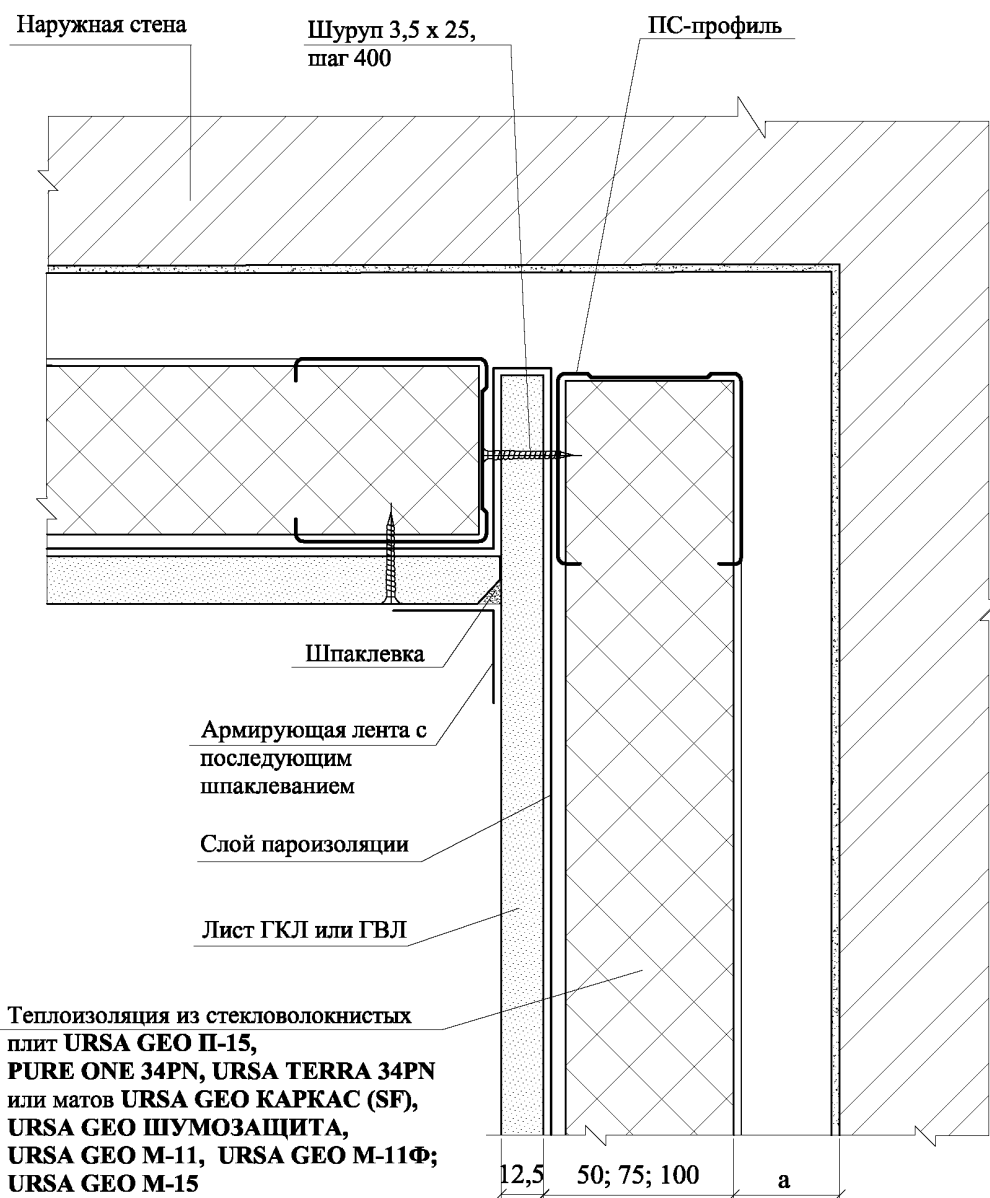 Наружная стена
Шуруп 3,5 х 25,
шаг 400
ПС-профиль
Шпаклевка
Армирующая лента с
последующим
шпаклеванием
Слой пароизоляции
Лист ГКЛ или ГВЛ
Теплоизоляция из стекловолокнистых
плит URSA GEO П-15,
PURE ONE 34PN, URSA TERRA 34PN
или матов URSA GEO КАРКАС (SF),
URSA GEO ШУМОЗАЩИТА,
URSA GEO М-11, URSA GEO М-11Ф;
URSA GEO М-15
12,5
50; 75; 100
а